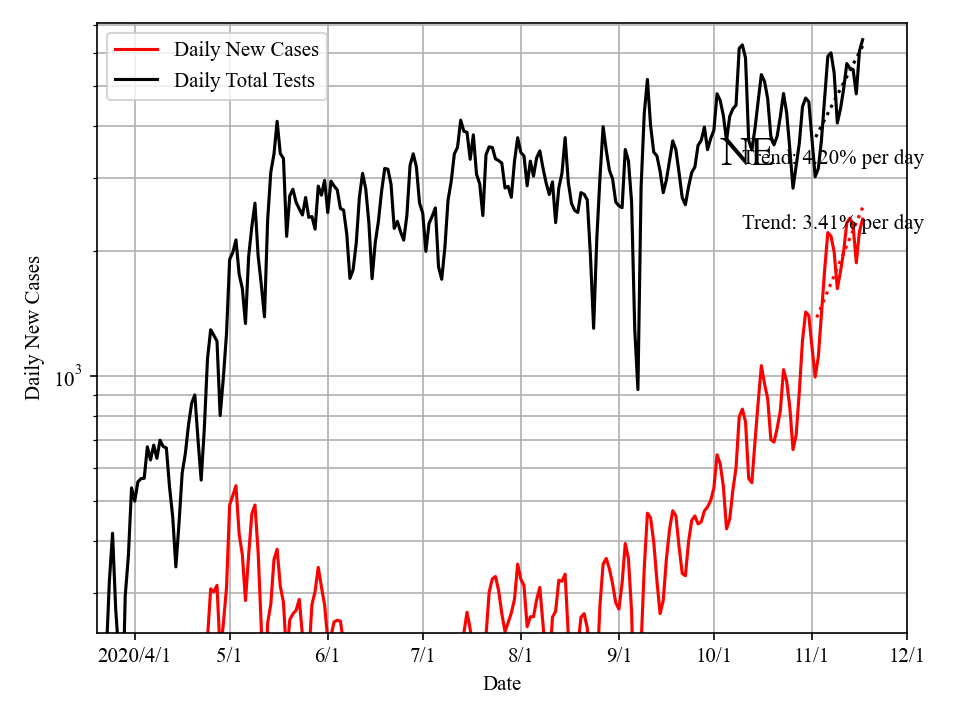 Daily New Cases
Daily Total Tests
NE
Trend: 4.20% per day
Trend: 3.41% per day
Daily New Cases
10^3
2020/4/1 5/1 6/1 7/1 8/1 9/1 10/1 11/1 12/1
Date